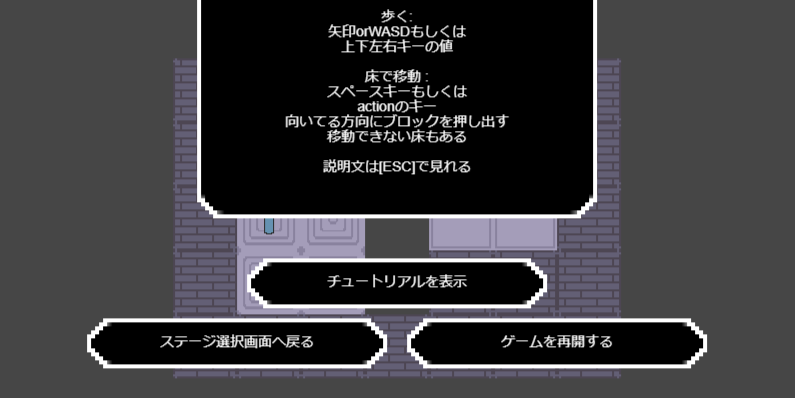 歩く:
矢印orWASDもしくは
上下左右キーの値
床で移動 :
スペースキーもしくは
actionのキー
向いてる方向にブロックを押し出す
移動できない床もある
説明文は[ESC]で見れる
チュートリアルを表示
ステージ選択画面へ戻る
ゲームを再開する